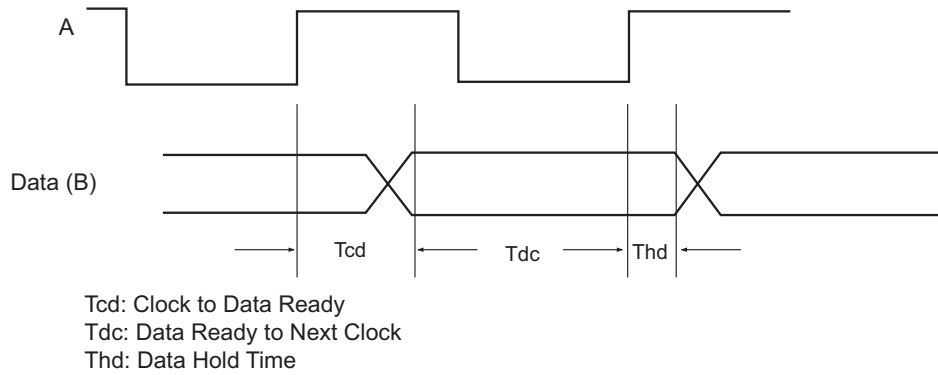 A
Data (B)
Tcd
Tdc
Thd
Tcd: Clock to Data Ready
Tdc: Data Ready to Next Clock
Thd: Data Hold Time